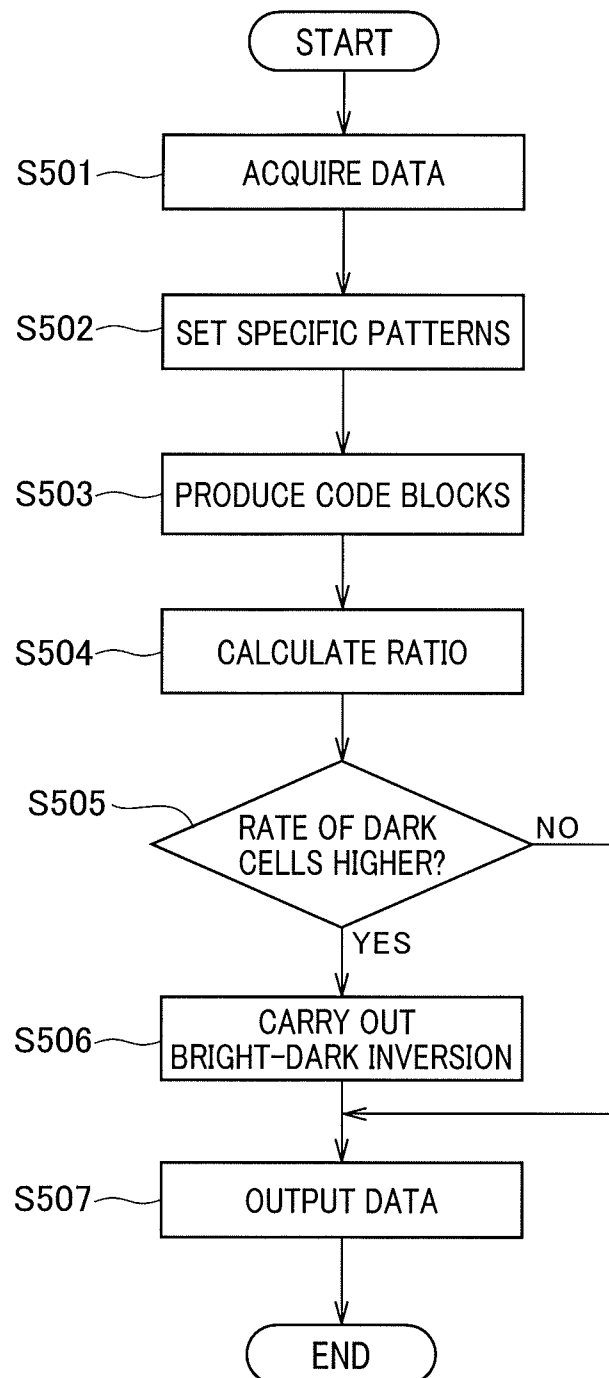 START
S501
ACQUIRE DATA
S502
SET SPECIFIC PATTERNS
S503
PRODUCE CODE BLOCKS
S504
CALCULATE RATIO
S505
RATE OF DARK
CELLS HIGHER?
NO
YES
S506
CARRY OUT
BRIGHT-DARK INVERSION
S507
OUTPUT DATA
END